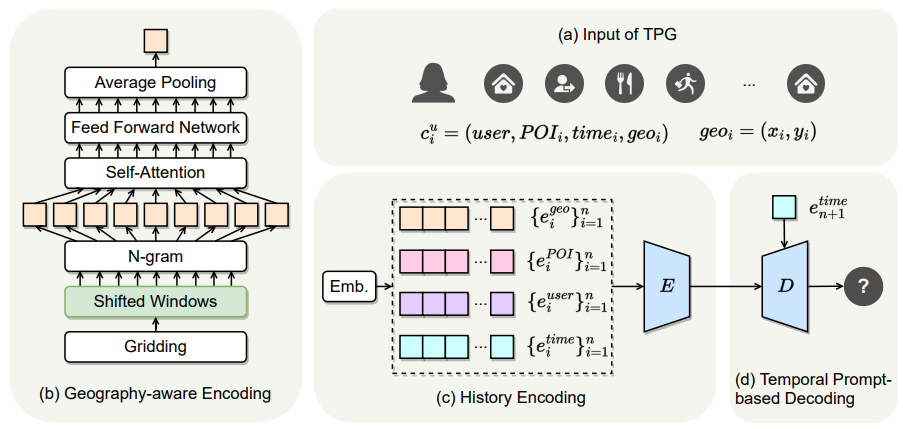 (a) Input of TPG
...
c_i^u = (user, POI_i, time_i, geo_i)    geo_i = (x_i, y_i)
Average Pooling
Feed Forward Network
Self-Attention
N-gram
Shifted Windows
Gridding
(b) Geography-aware Encoding
Emb.
... {e_i^{geo}}_{i=1}^n
... {e_i^{POI}}_{i=1}^n
... {e_i^{user}}_{i=1}^n
... {e_i^{time}}_{i=1}^n
E
(c) History Encoding
e_{n+1}^{time}
D
?
(d) Temporal Prompt-
based Decoding